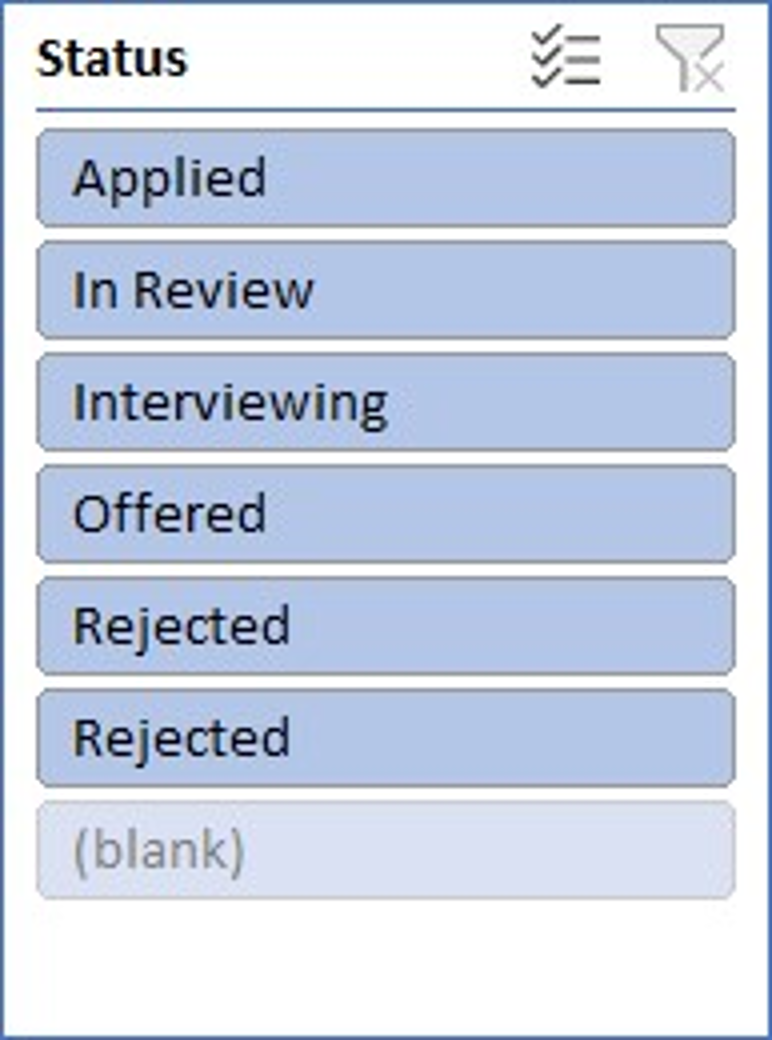 Status
Applied
In Review
Interviewing
Offered
Rejected
Rejected
(blank)